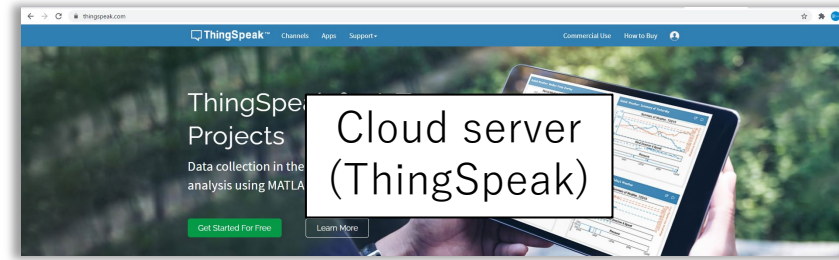 thingspeak.com
ThingSpeak™ Channels Apps Support Commercial Use How to Buy
ThingSpea
Projects
Data collection in the
analysis using MATLA
Cloud server
(ThingSpeak)
Get Started For Free Learn More